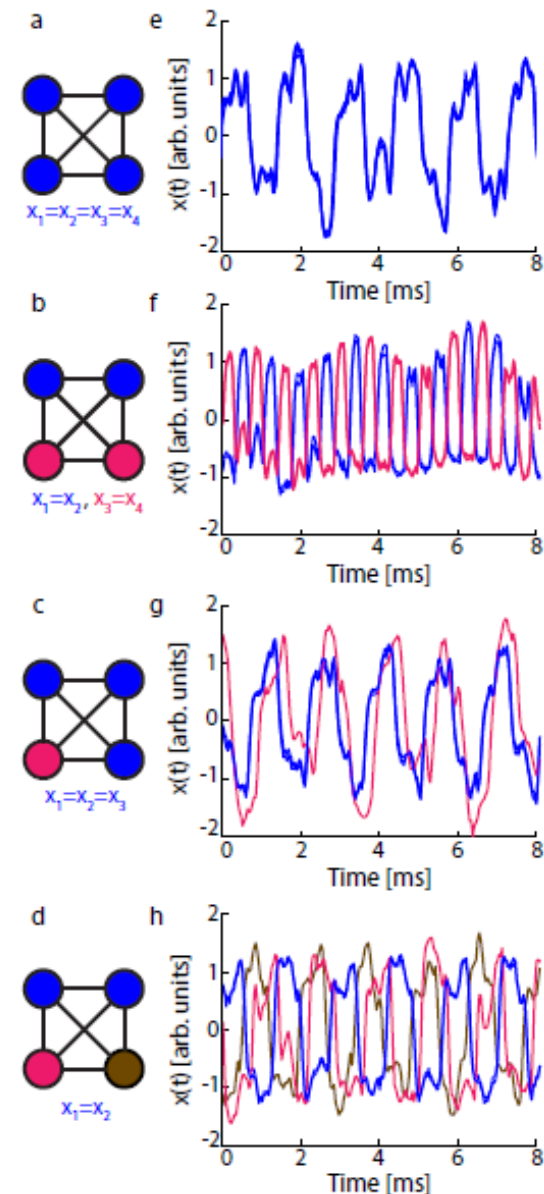 a
e
x₁=x₂=x₃=x₄
x(t) [arb. units]
2
1
0
-1
-2
0 2 4 6 8
Time [ms]
b
f
x₁=x₂, x₃=x₄
x(t) [arb. units]
2
1
0
-1
-2
0 2 4 6 8
Time [ms]
c
g
x₁=x₂=x₃
x(t) [arb. units]
2
1
0
-1
-2
0 2 4 6 8
Time [ms]
d
h
x₁=x₂
x(t) [arb. units]
2
1
0
-1
-2
0 2 4 6 8
Time [ms]